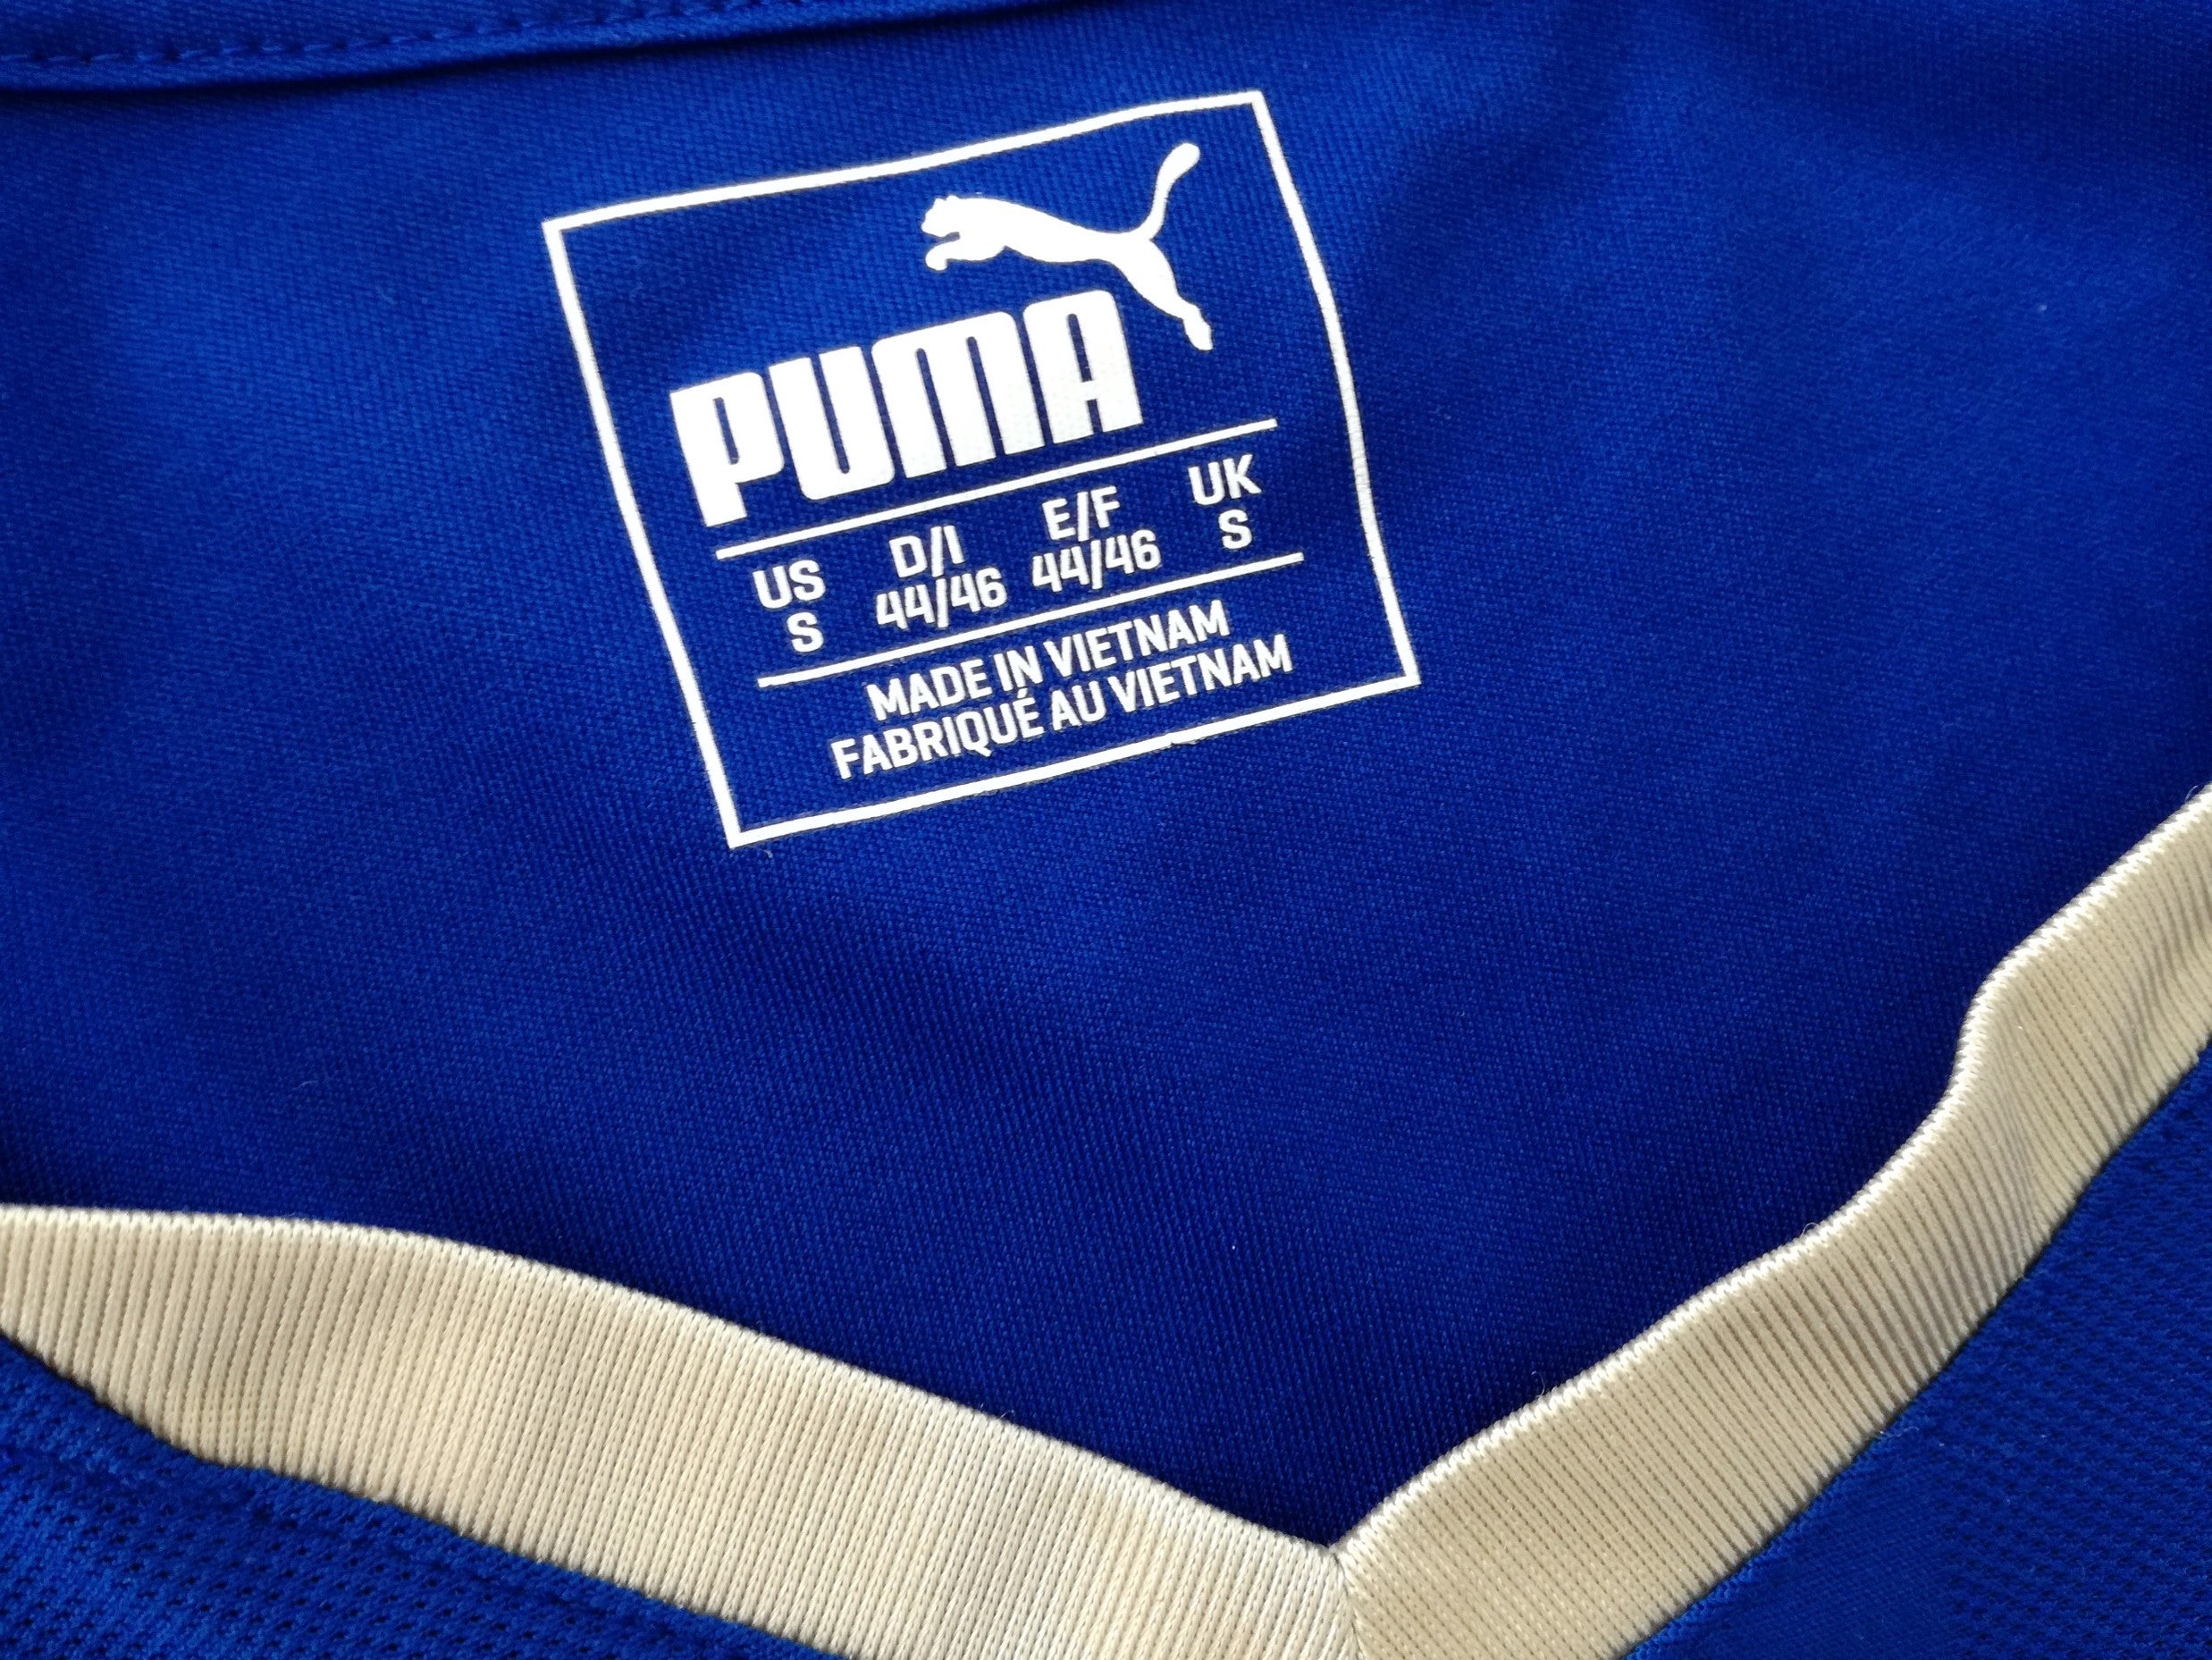 PUMA
US D/I E/F UK
S 44/46 44/46 S
MADE IN VIETNAM
FABRIQUÉ AU VIETNAM